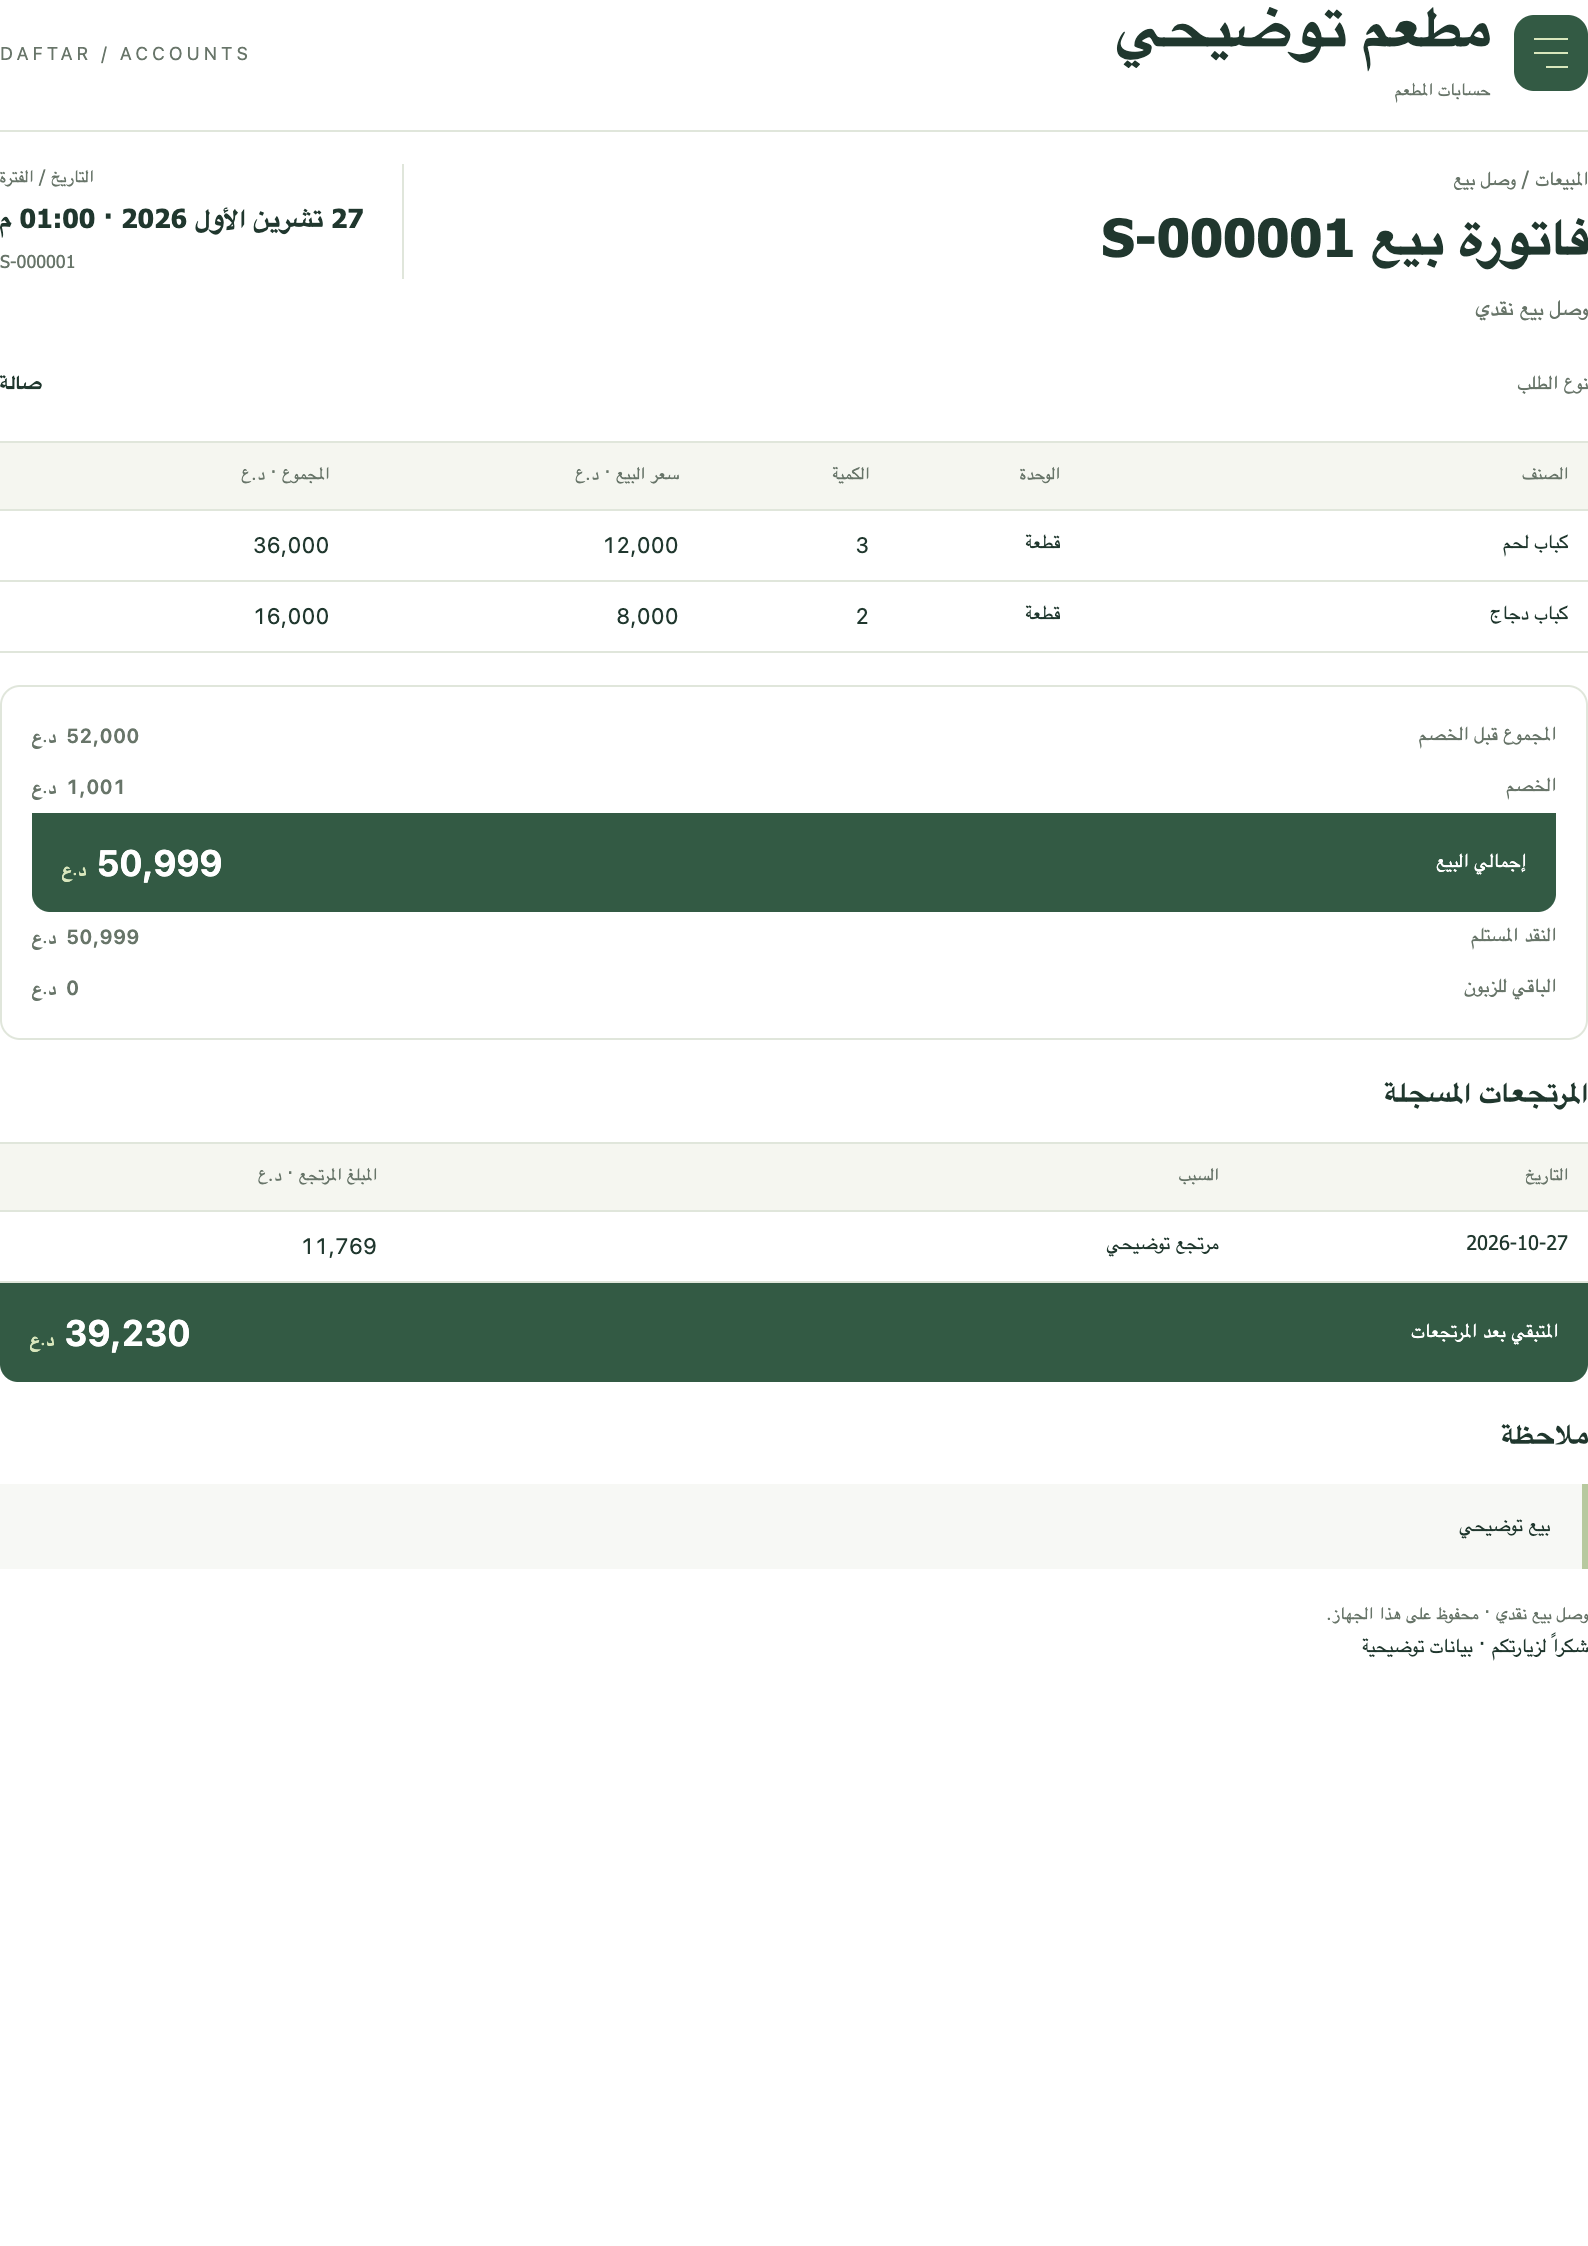 مطعم توضيحي
حسابات المطعم
DAFTAR / ACCOUNTS
المبيعات / وصل بيع
فاتورة بيع S-000001
وصل بيع نقدي
التاريخ / الفترة
27 تشرين الأول 2026 · 01:00 م
S-000001
نوع الطلب صالة
الصنف الوحدة الكمية سعر البيع · د.ع المجموع · د.ع
كباب لحم قطعة 3 12,000 36,000
كباب دجاج قطعة 2 8,000 16,000
المجموع قبل الخصم 52,000 د.ع
الخصم 1,001 د.ع
إجمالي البيع 50,999 د.ع
النقد المستلم 50,999 د.ع
الباقي للزبون 0 د.ع
المرتجعات المسجلة
التاريخ السبب المبلغ المرتجع · د.ع
2026-10-27 مرتجع توضيحي 11,769
المتبقي بعد المرتجعات 39,230 د.ع
ملاحظة
بيع توضيحي
وصل بيع نقدي · محفوظ على هذا الجهاز.
شكراً لزيارتكم · بيانات توضيحية